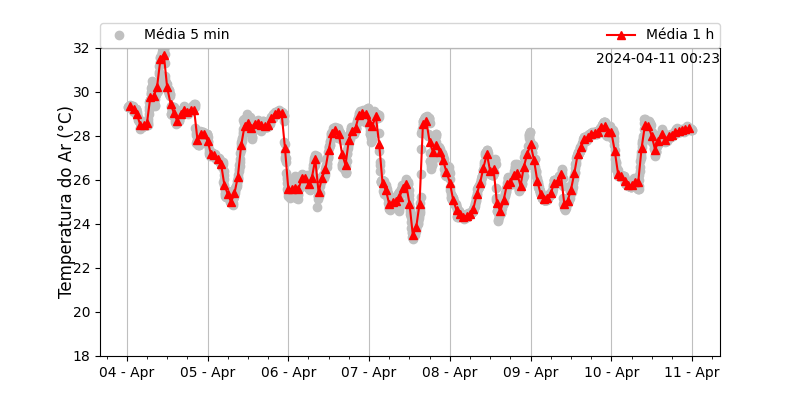 Média 5 min
Média 1 h
2024-04-11 00:23
Temperatura do Ar (°C)
32
30
28
26
24
22
20
18
04 - Apr
05 - Apr
06 - Apr
07 - Apr
08 - Apr
09 - Apr
10 - Apr
11 - Apr